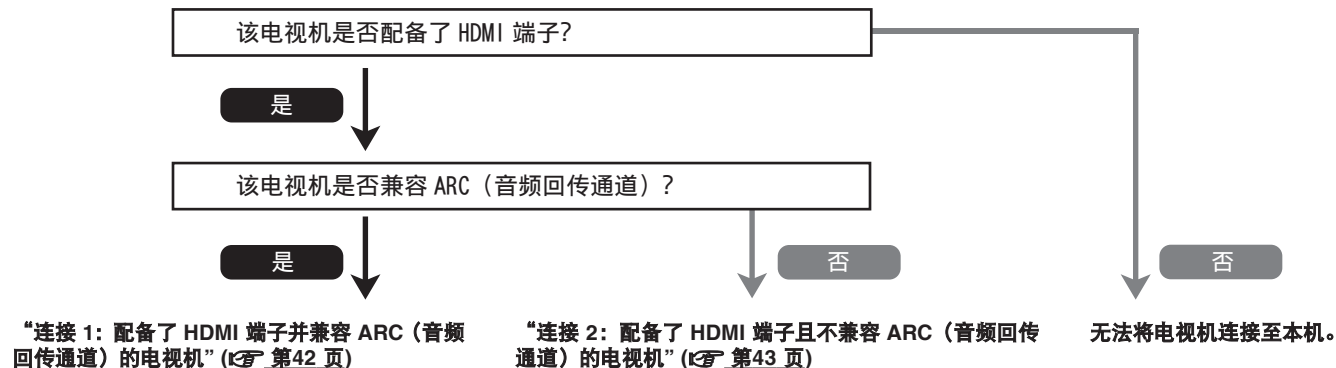 该电视机是否配备了 HDMI 端子?
是
该电视机是否兼容 ARC（音频回传通道）?
是
否
否
“连接 1：配备了 HDMI 端子并兼容 ARC（音频
回传通道）的电视机” (☞ 第42 页)
“连接 2：配备了 HDMI 端子且不兼容 ARC（音频回传
通道）的电视机” (☞ 第43 页)
无法将电视机连接至本机。